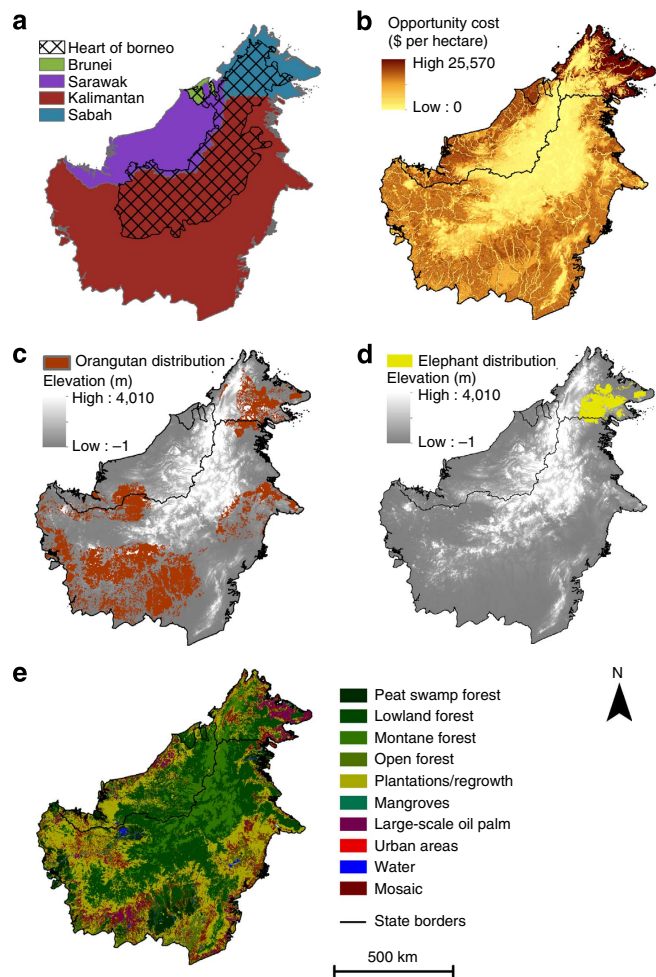 a
Heart of borneo
Brunei
Sarawak
Kalimantan
Sabah
b
Opportunity cost
($ per hectare)
High 25,570
Low : 0
c
Orangutan distribution
Elevation (m)
High : 4,010
Low : –1
d
Elephant distribution
Elevation (m)
High : 4,010
Low : –1
e
N
Peat swamp forest
Lowland forest
Montane forest
Open forest
Plantations/regrowth
Mangroves
Large-scale oil palm
Urban areas
Water
Mosaic
State borders
500 km